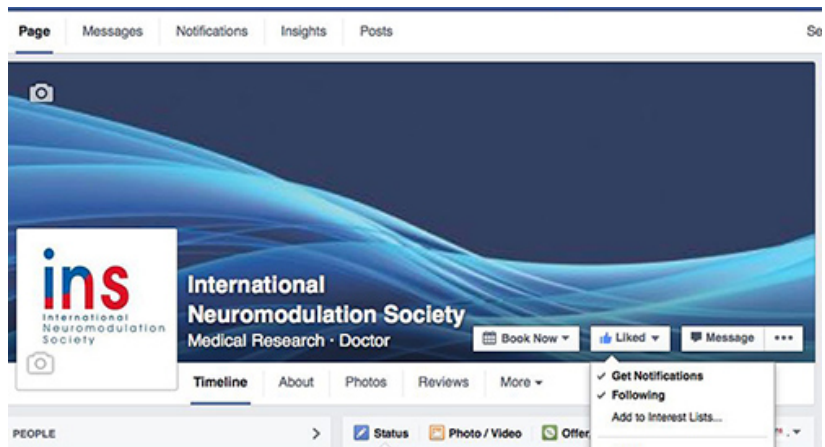 Page Messages Notifications Insights Posts Se
ins
International
Neuromodulation
Society
International
Neuromodulation Society
Medical Research · Doctor
Book Now Liked Message
Timeline About Photos Reviews More
Get Notifications
Following
Add to Interest Lists...
PEOPLE
Status Photo / Video Offer,